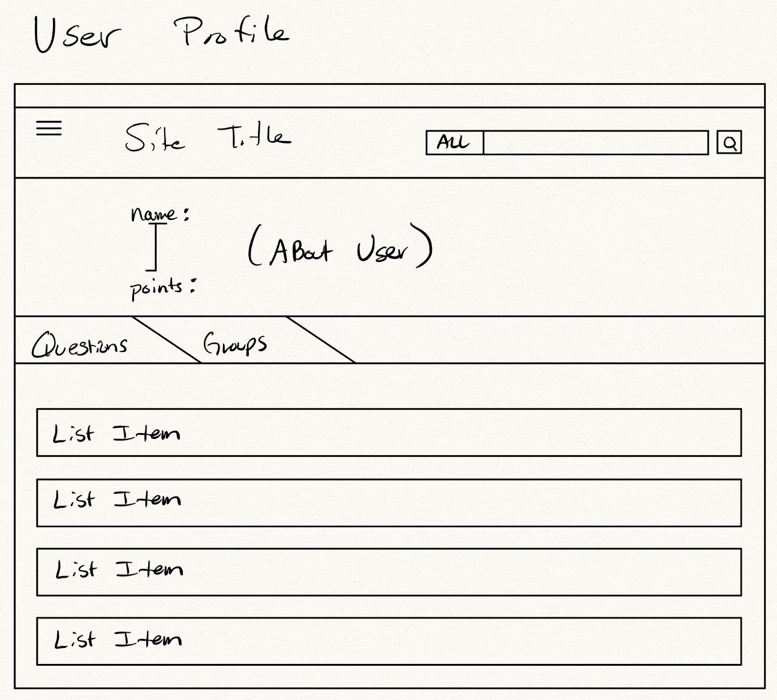 User Profile
Site Title
ALL
name:
points:
(ABout User)
Questions
Groups
List Item
List Item
List Item
List Item